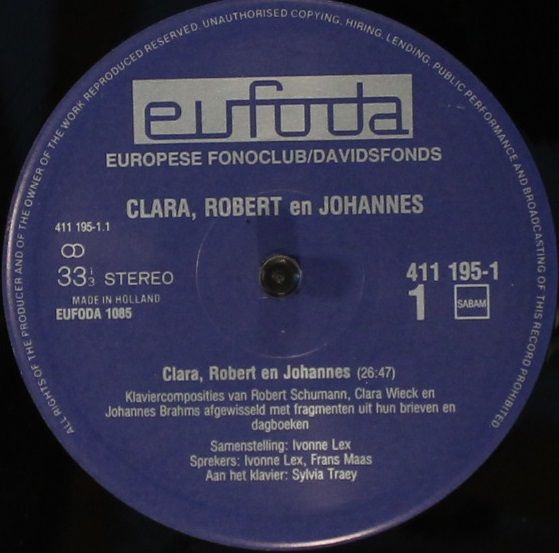 ALL RIGHTS OF THE PRODUCER AND OF THE OWNER OF THE WORK REPRODUCED RESERVED. UNAUTHORISED COPYING, HIRING, LENDING, PUBLIC PERFORMANCE AND BROADCASTING OF THIS RECORD PROHIBITED.
eufoda
EUROPESE FONOCLUB/DAVIDSFONDS
CLARA, ROBERT en JOHANNES
411 195-1.1
33 1/3 STEREO
MADE IN HOLLAND
EUFODA 1085
411 195-1
1 SABAM
Clara, Robert en Johannes (26:47)
Klaviercomposities van Robert Schumann, Clara Wieck en
Johannes Brahms afgewisseld met fragmenten uit hun brieven en
dagboeken
Samenstelling: Ivonne Lex
Sprekers: Ivonne Lex, Frans Maas
Aan het klavier: Sylvia Traey